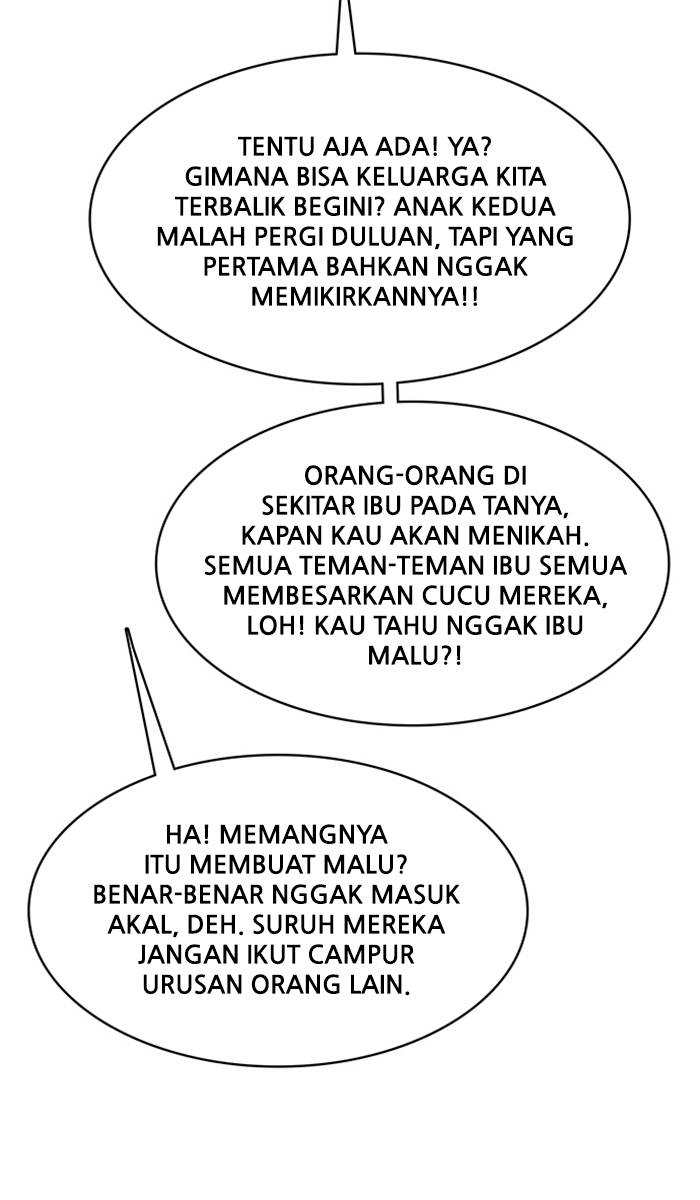 TENTU AJA ADA! YA?
GIMANA BISA KELUARGA KITA
TERBALIK BEGINI? ANAK KEDUA
MALAH PERGI DULUAN, TAPI YANG
PERTAMA BAHKAN NGGAK
MEMIKIRKANNYA!!
ORANG-ORANG DI
SEKITAR IBU PADA TANYA,
KAPAN KAU AKAN MENIKAH.
SEMUA TEMAN-TEMAN IBU SEMUA
MEMBESARKAN CUCU MEREKA,
LOH! KAU TAHU NGGAK IBU
MALU?!
HA! MEMANGNYA
ITU MEMBUAT MALU?
BENAR-BENAR NGGAK MASUK
AKAL, DEH. SURUH MEREKA
JANGAN IKUT CAMPUR
URUSAN ORANG LAIN.